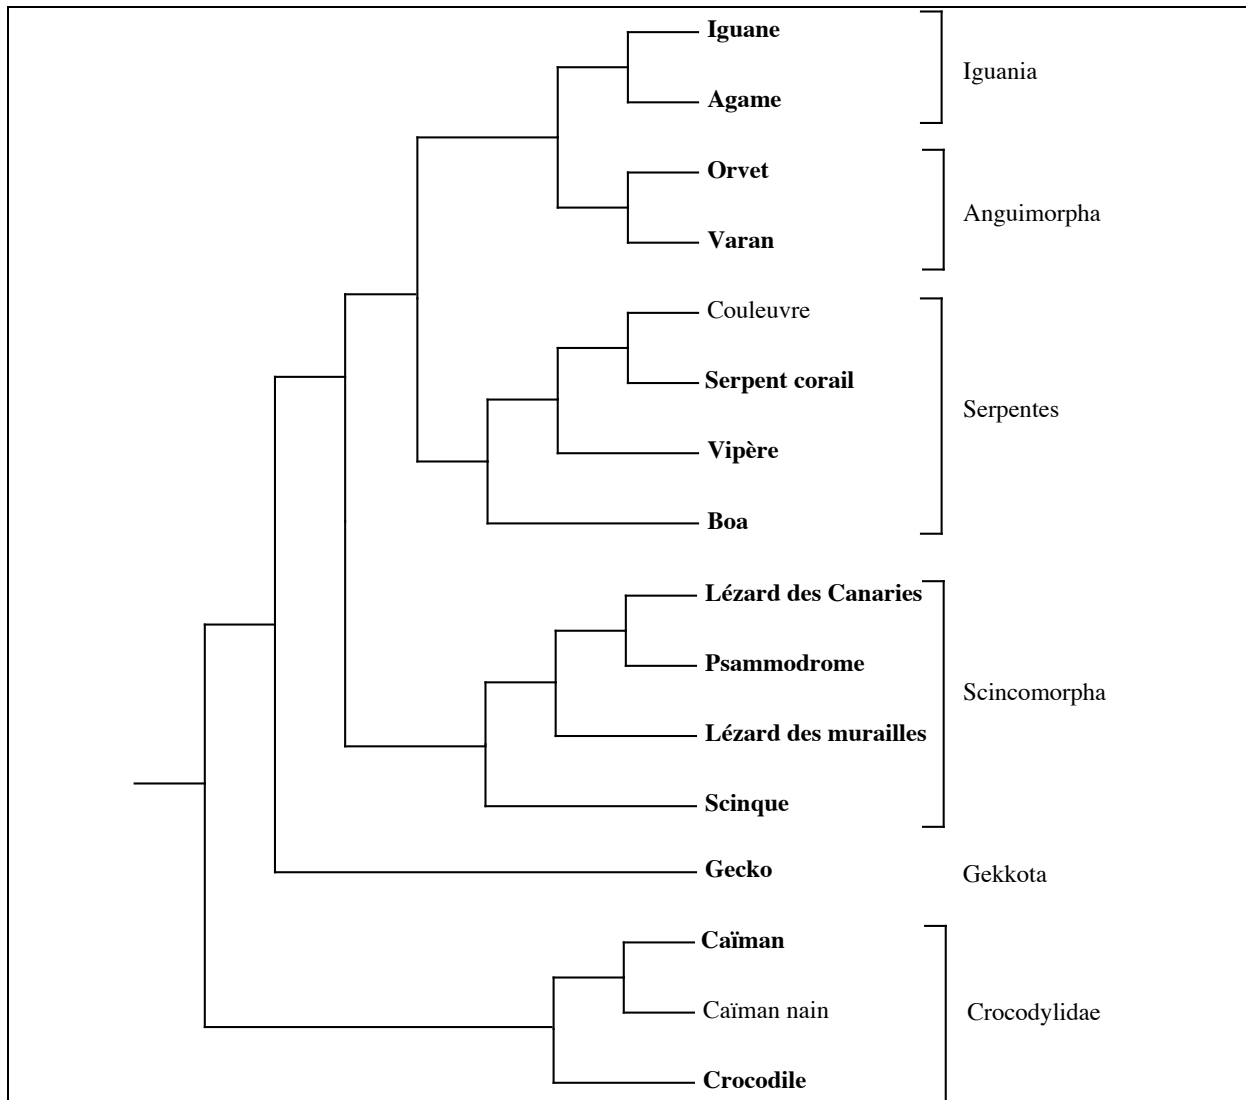 Iguane
Iguania
Agame
Orvet
Anguimorpha
Varan
Couleuvre
Serpent corail
Serpentes
Vipère
Boa
Lézard des Canaries
Psammodrome
Scincomorpha
Lézard des murailles
Scinque
Gecko
Gekkota
Caïman
Caïman nain
Crocodylidae
Crocodile